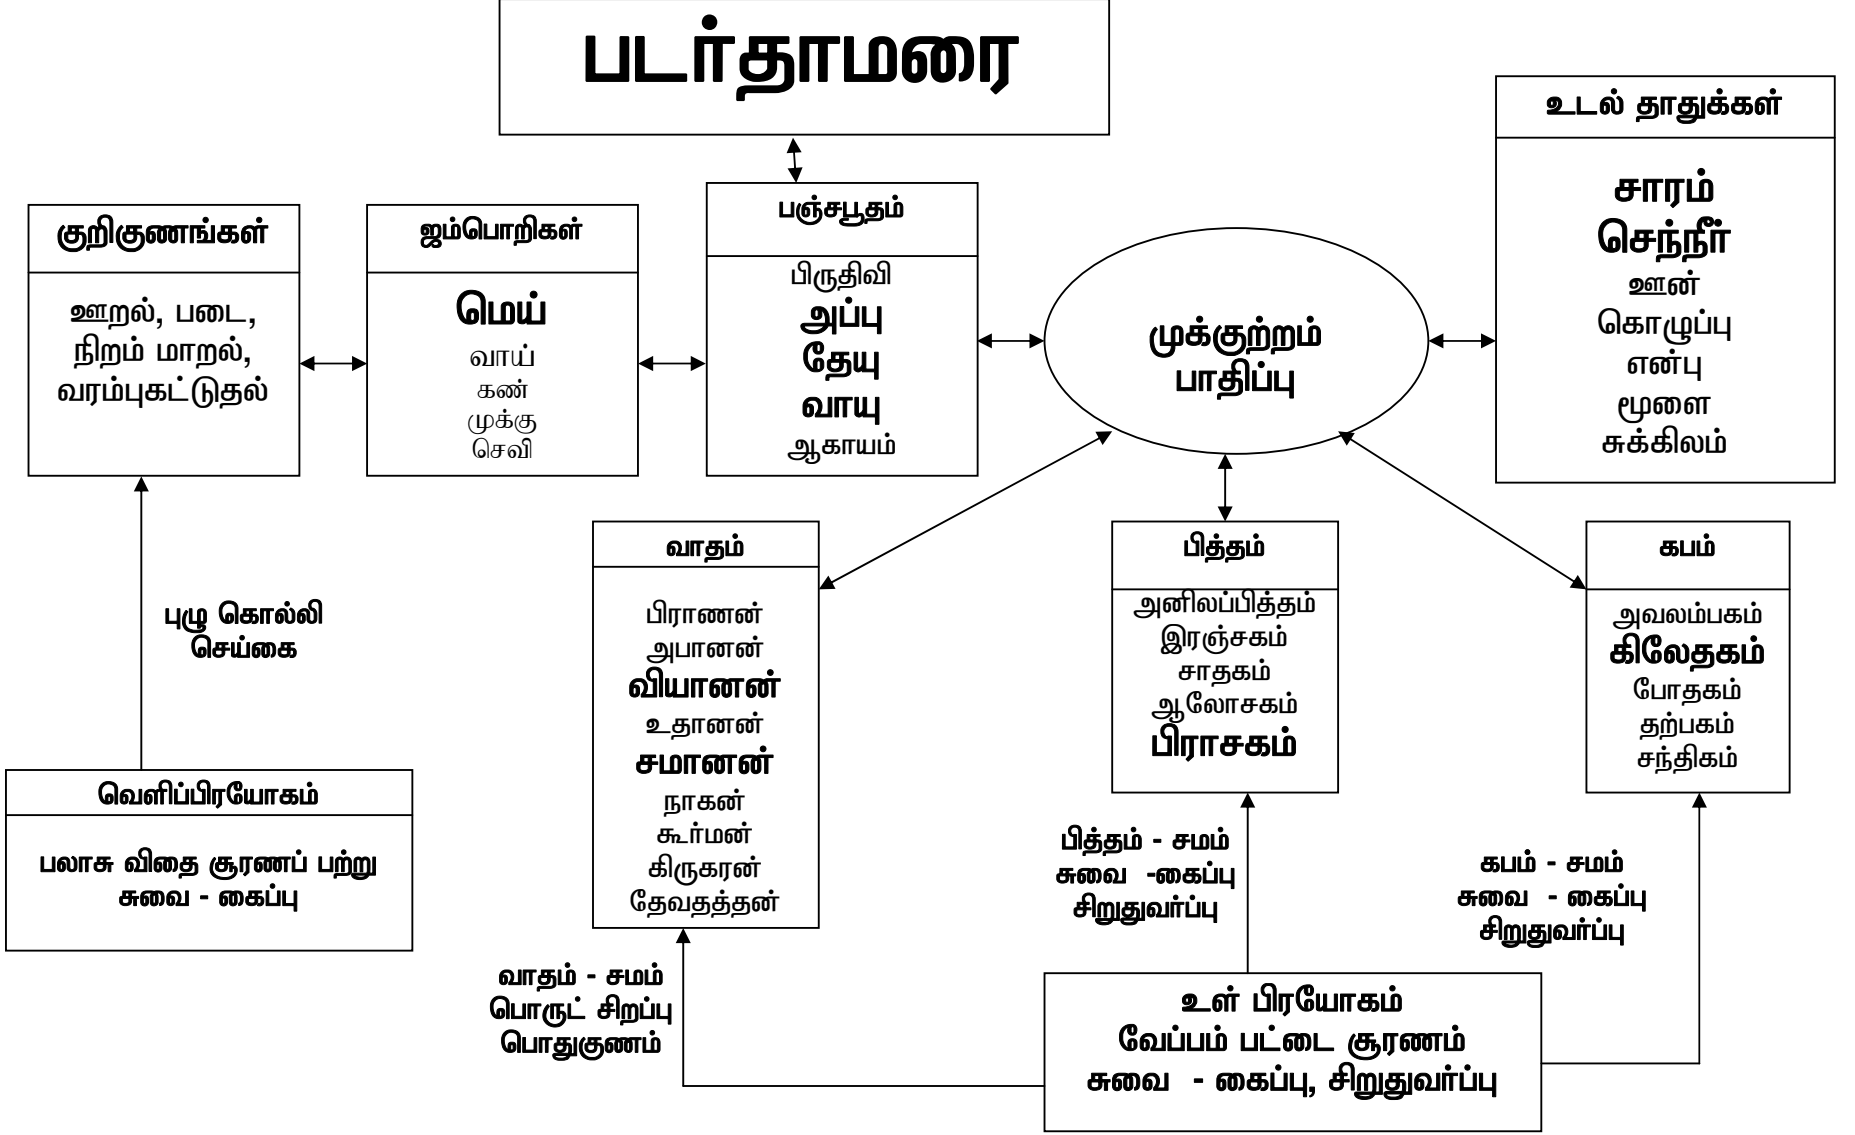 படர்தாமரை
உடல் தாதுக்கள்
சாரம்
செந்நீர்
ஊன்
கொழுப்பு
என்பு
மூளை
சுக்கிலம்
குறிகுணங்கள்
ஊறல், படை,
நிறம் மாறல்,
வரம்புகட்டுதல்
ஐம்பொறிகள்
மெய்
வாய்
கண்
முக்கு
செவி
பஞ்சபூதம்
பிருதிவி
அப்பு
தேயு
வாயு
ஆகாயம்
முக்குற்றம்
பாதிப்பு
வாதம்
பிராணன்
அபானன்
வியானன்
உதானன்
சமானன்
நாகன்
கூர்மன்
கிருகரன்
தேவதத்தன்
பித்தம்
அனிலப்பித்தம்
இரஞ்சகம்
சாதகம்
ஆலோசகம்
பிராசகம்
கபம்
அவலம்பகம்
கிலேதகம்
போதகம்
தற்பகம்
சந்திகம்
புழு கொல்லி
செய்கை
வெளிப்பிரயோகம்
பலாசு விதை சூரணப் பற்று
சுவை - கைப்பு
வாதம் - சமம்
பொருட் சிறப்பு
பொதுகுணம்
பித்தம் - சமம்
சுவை -கைப்பு
சிறுதுவர்ப்பு
கபம் - சமம்
சுவை - கைப்பு
சிறுதுவர்ப்பு
உள் பிரயோகம்
வேப்பம் பட்டை சூரணம்
சுவை - கைப்பு, சிறுதுவர்ப்பு